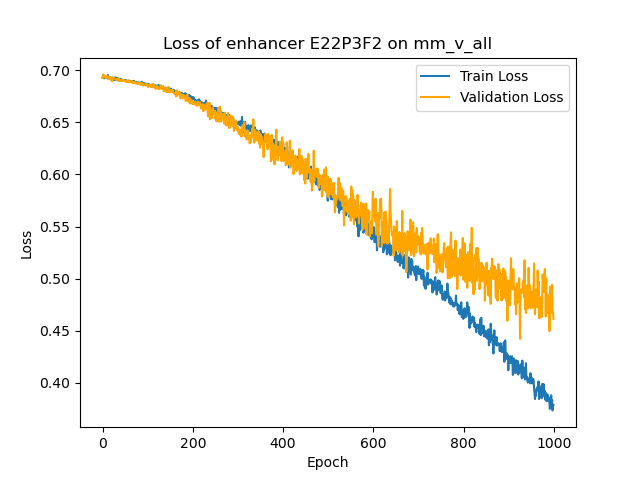 Loss of enhancer E22P3F2 on mm_v_all
Train Loss
Validation Loss
0.70
0.65
0.60
0.55
0.50
0.45
0.40
Loss
0 200 400 600 800 1000
Epoch